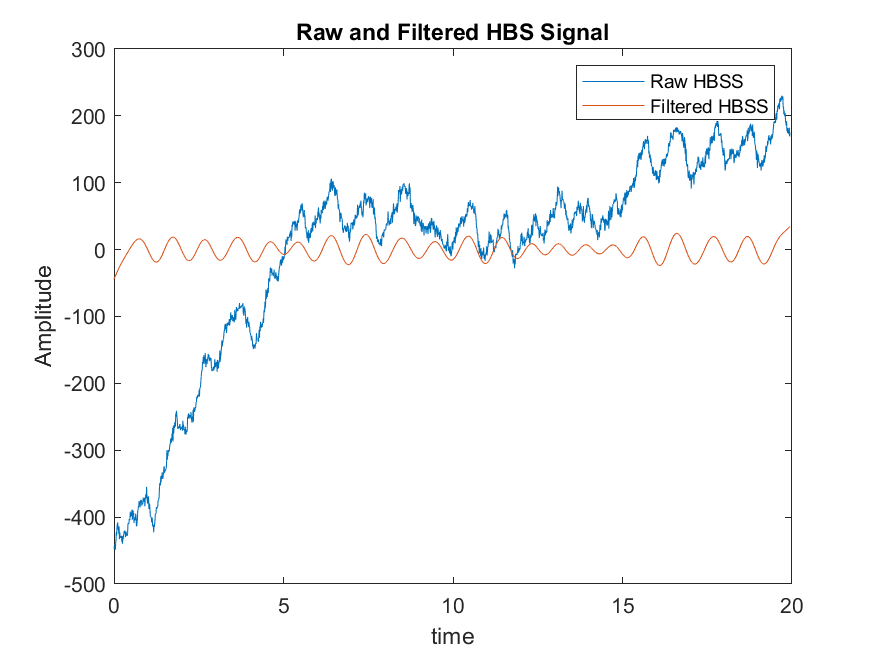 Raw and Filtered HBS Signal
Raw HBSS
Filtered HBSS
Amplitude
300
200
100
0
-100
-200
-300
-400
-500
0 5 10 15 20
time